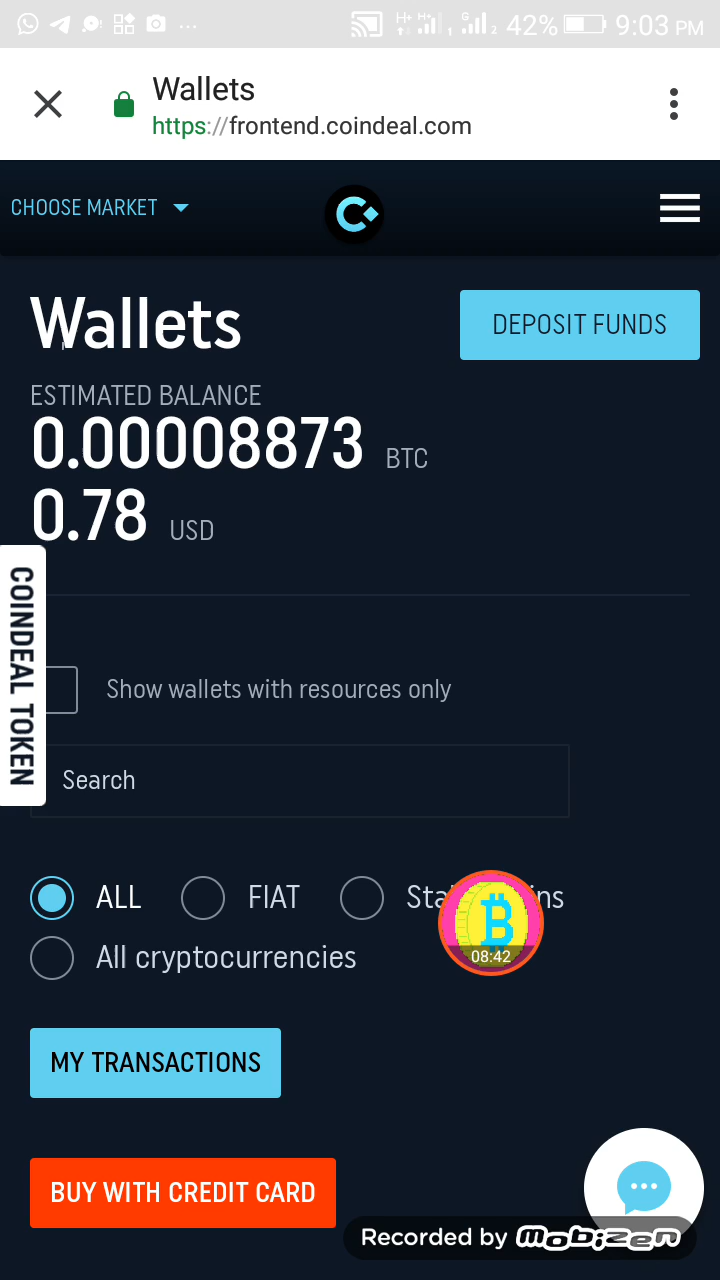 42% 9:03 PM
Wallets
https://frontend.coindeal.com
CHOOSE MARKET
Wallets
DEPOSIT FUNDS
ESTIMATED BALANCE
0.00008873 BTC
0.78 USD
COINDEAL TOKEN
Show wallets with resources only
Search
ALL
FIAT
All cryptocurrencies
08:42
MY TRANSACTIONS
BUY WITH CREDIT CARD
Recorded by mobizen